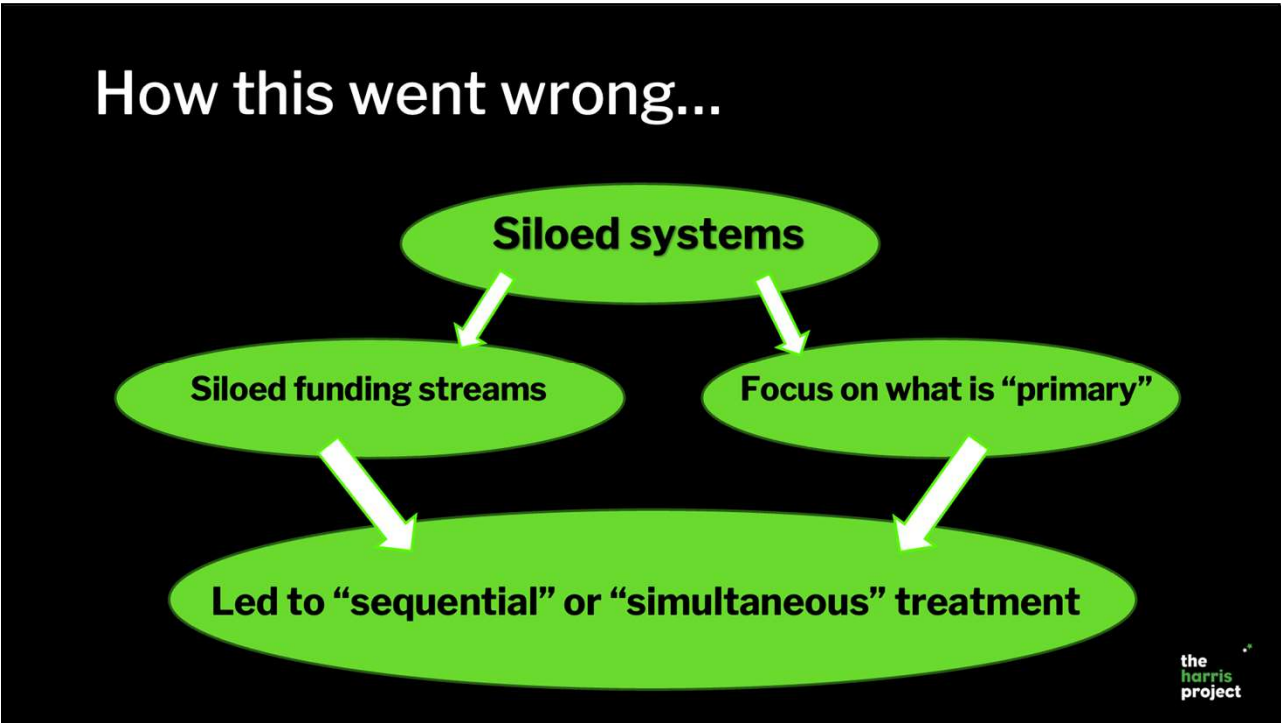 How this went wrong...
Siloed systems
Siloed funding streams
Focus on what is “primary”
Led to “sequential” or “simultaneous” treatment
the
harris
project